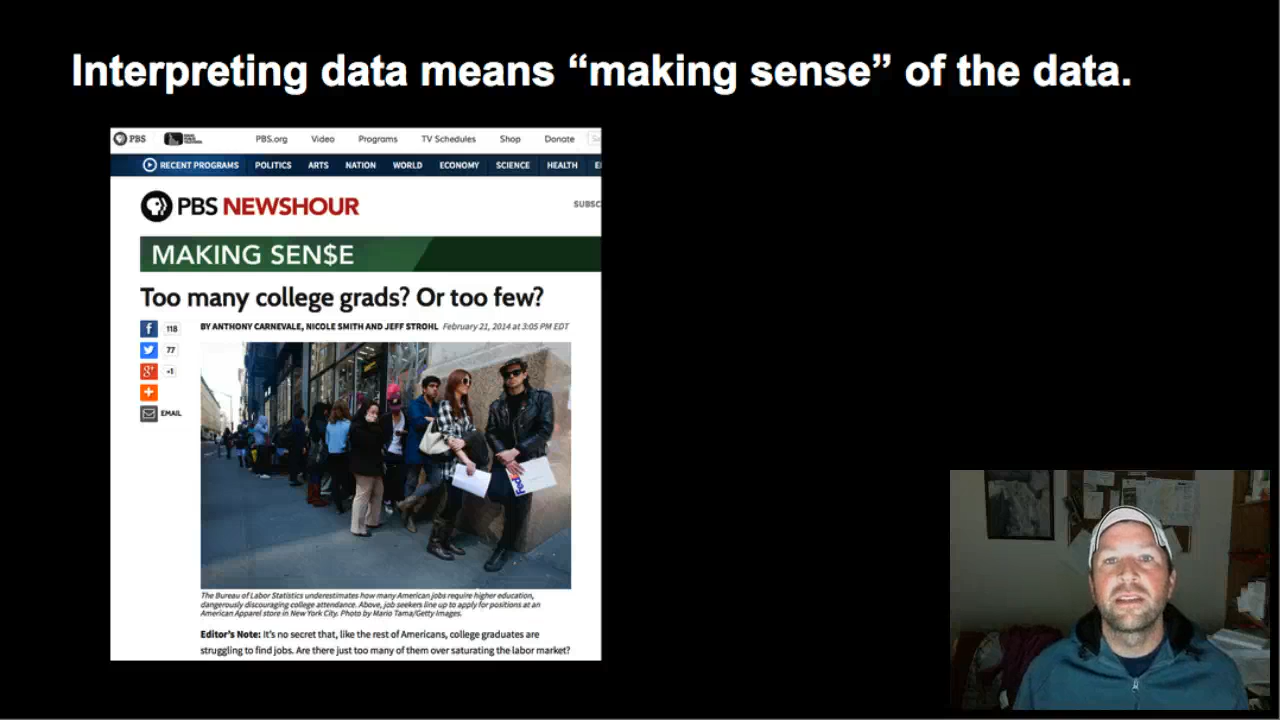 Interpreting data means “making sense” of the data.
PBS PBS.org Video Programs TV Schedules Shop Donate
RECENT PROGRAMS POLITICS ARTS NATION WORLD ECONOMY SCIENCE HEALTH E
PBS NEWSHOUR SUBSC
MAKING SEN$E
Too many college grads? Or too few?
BY ANTHONY CARNEVALE, NICOLE SMITH AND JEFF STROHL February 21, 2014 at 3:05 PM EDT
118
77
+1
EMAIL
FedEx
The Bureau of Labor Statistics underestimates how many American jobs require higher education,
dangerously discouraging college attendance. Above, job seekers line up to apply for positions at an
American Apparel store in New York City. Photo by Mario Tama/Getty Images.
Editor's Note: It's no secret that, like the rest of Americans, college graduates are
struggling to find jobs. Are there just too many of them over saturating the labor market?